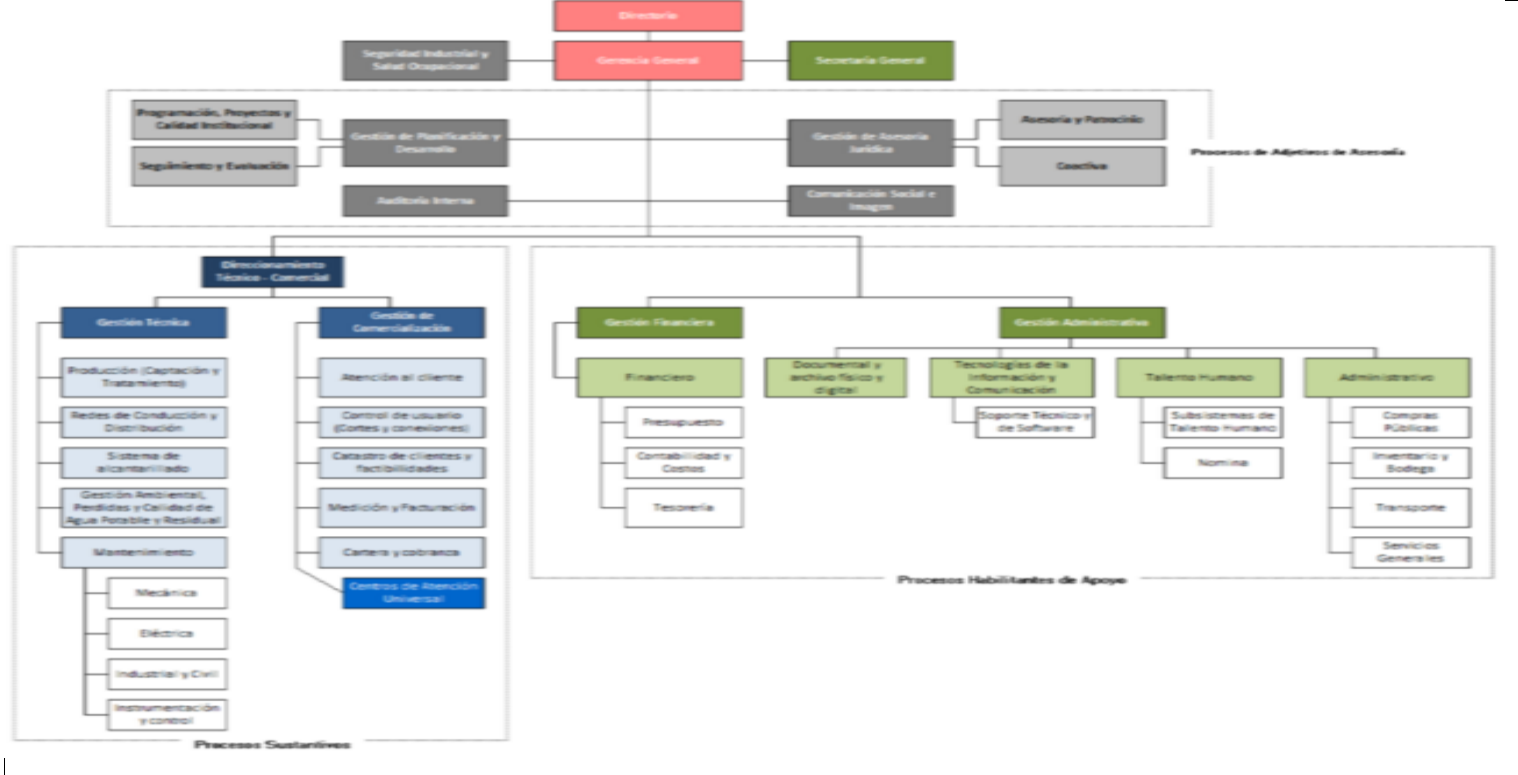 Directorio
Seguridad Industrial y
Salud Ocupacional
Gerencia General
Secretaría General
Programación, Proyectos y
Calidad Institucional
Seguimiento y Evaluación
Gestión de Planificación y
Desarrollo
Gestión de Asesoría
Jurídica
Asesoría y Patrocinio
Coactiva
Procesos de Adjetivos de Asesoría
Auditoría Interna
Comunicación Social e
Imagen
Direccionamiento
Técnico - Comercial
Gestión Técnica
Producción (Captación y
Tratamiento)
Redes de Conducción y
Distribución
Sistema de
alcantarillado
Gestión Ambiental,
Perdidas y Calidad de
Agua Potable y Residual
Mantenimiento
Mecánica
Eléctrica
Industrial y Civil
Instrumentación
y control
Gestión de
Comercialización
Atención al cliente
Control de usuario
(Cortes y conexiones)
Catastro de clientes y
factibilidades
Medición y Facturación
Cartera y cobranza
Centros de Atención
Universal
Procesos Sustantivos
Gestión Financiera
Financiero
Presupuesto
Contabilidad y
Costos
Tesorería
Gestión Administrativa
Documental y
archivo físico y
digital
Tecnologías de la
Información y
Comunicación
Soporte Técnico y
de Software
Talento Humano
Subsistemas de
Talento Humano
Nomina
Administrativo
Compras
Públicas
Inventario y
Bodega
Transporte
Servicios
Generales
Procesos Habilitantes de Apoyo